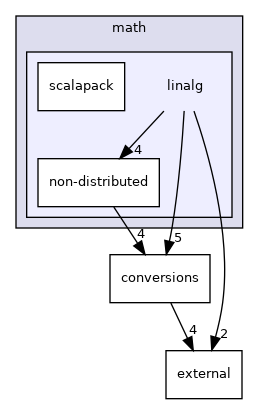 math
scalapack
linalg
4
non-distributed
4
5
conversions
4
2
external